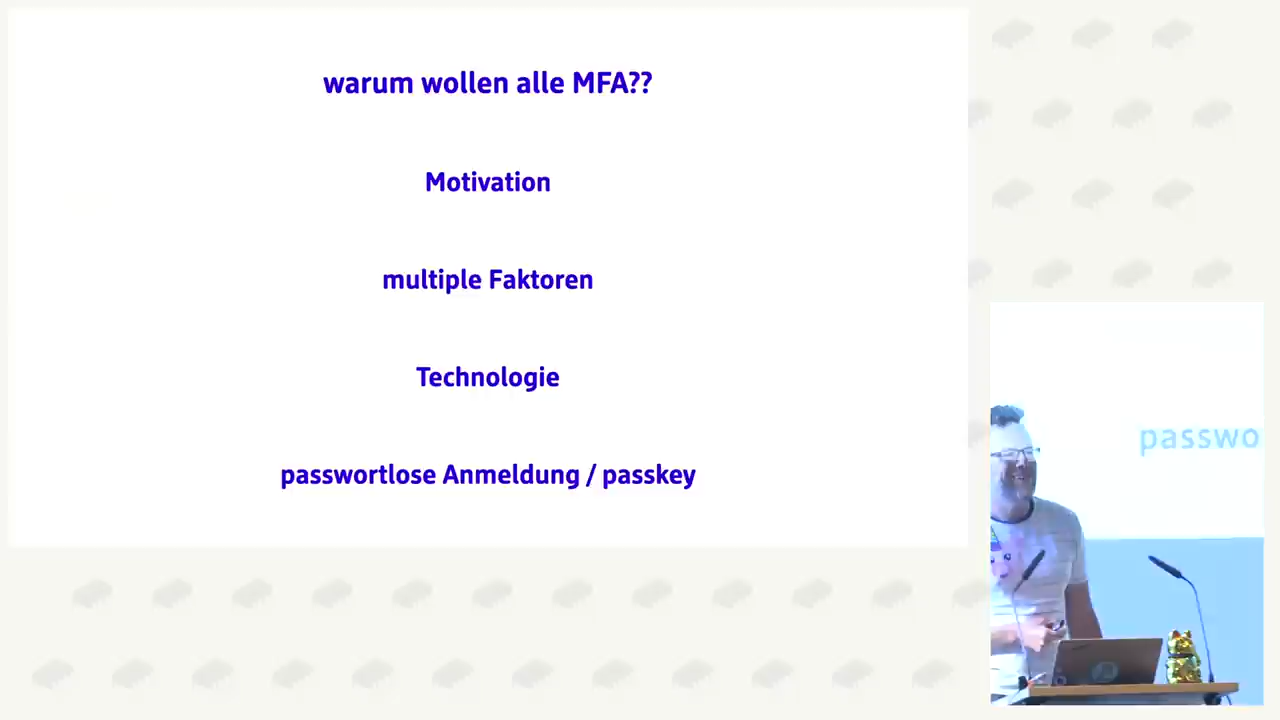 warum wollen alle MFA??
Motivation
multiple Faktoren
Technologie
passwortlose Anmeldung / passkey
passwo